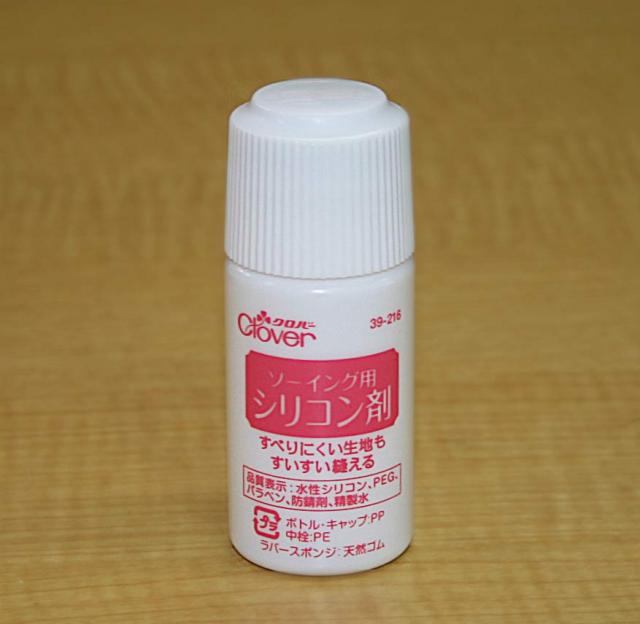 クロバー
Clover
39-216
ソーイング用
シリコン剤
すべりにくい生地も
すいすい縫える
品質表示:水性シリコン、PEG、
パラベン、防錆剤、精製水
プラ
ボトル・キャップ:PP
中栓:PE
ラバースポンジ:天然ゴム